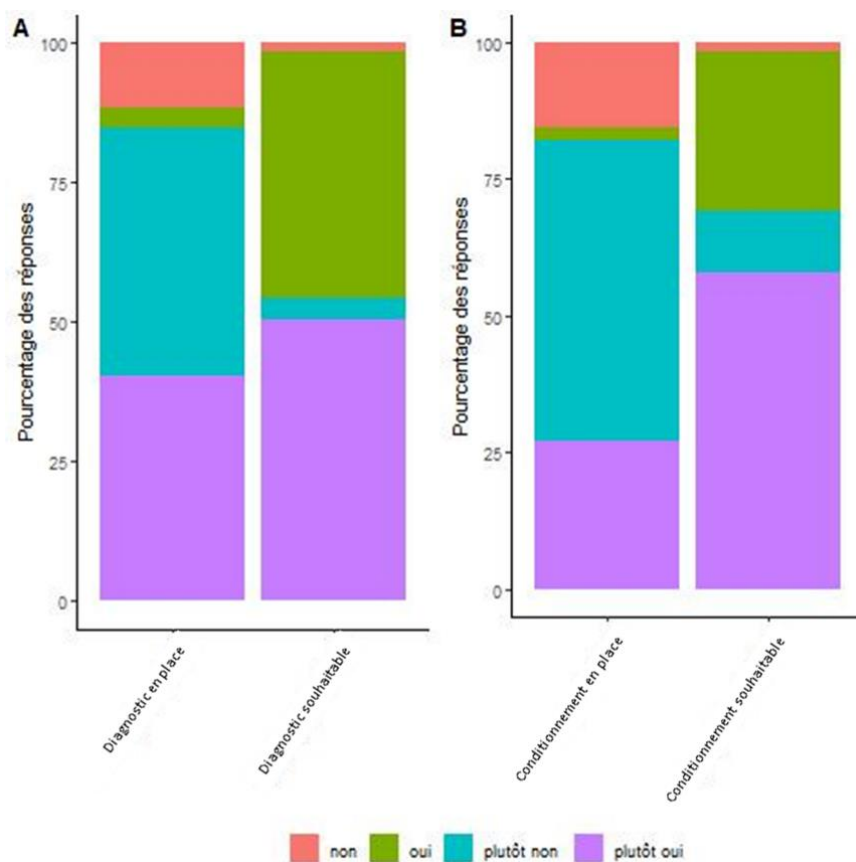 A
100
75
50
25
0
Pourcentage des réponses
Diagnostic en place
Diagnostic souhaitable
B
100
75
50
25
0
Pourcentage des réponses
Conditionnement en place
Conditionnement souhaitable
non oui plutôt non plutôt oui